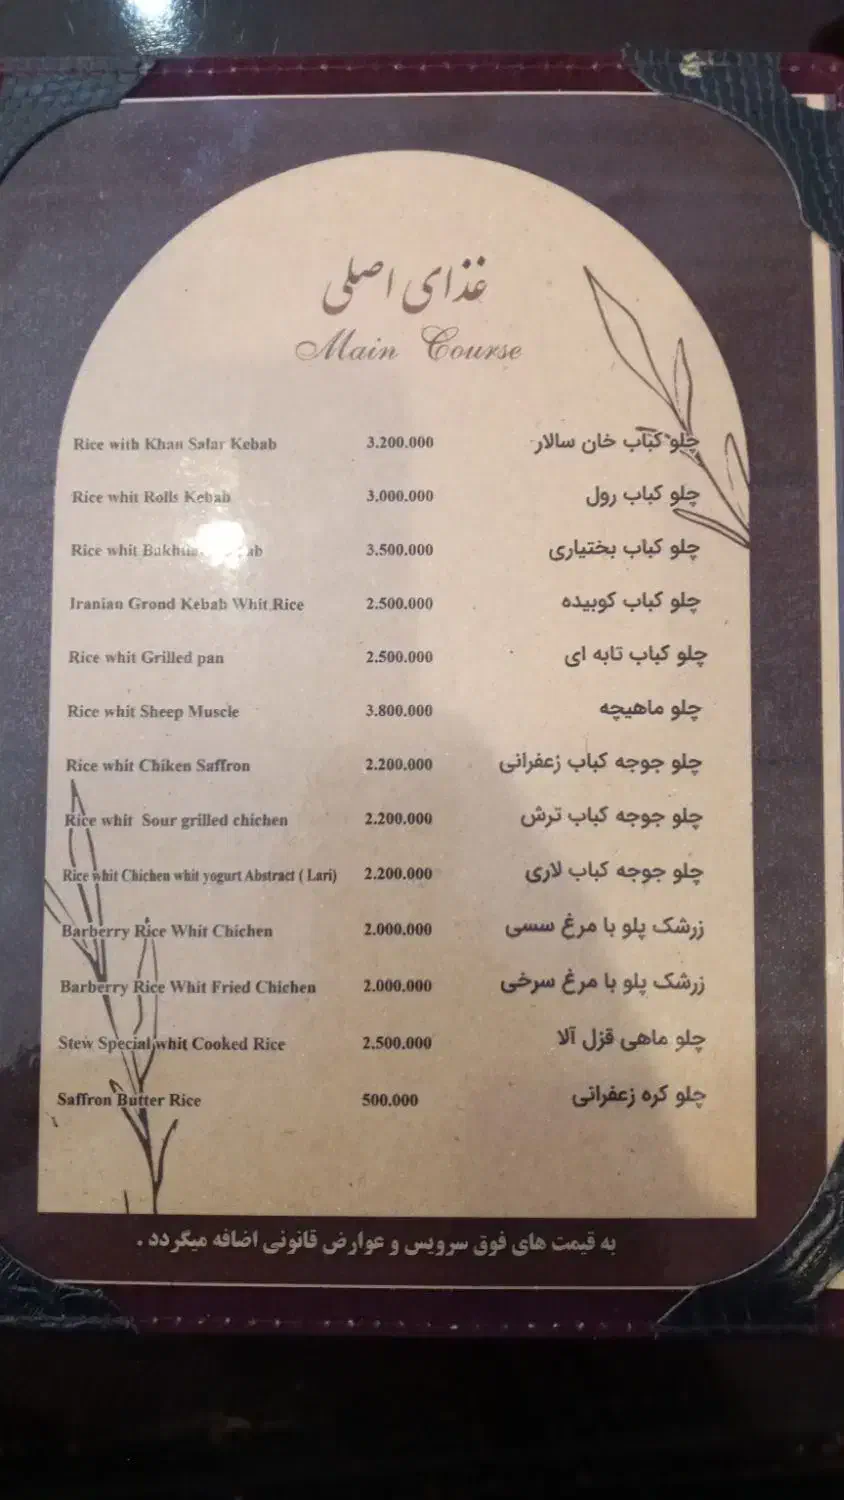 غذای اصلی
Main Course
Rice with Khan Salar Kebab 3.200.000 چلو کباب خان سالار
Rice whit Rolls Kebab 3.000.000 چلو کباب رول
Rice whit 3.500.000 چلو کباب بختیاری
Iranian Grond Kebab Whit Rice 2.500.000 چلو کباب کوبیده
Rice whit Grilled pan 2.500.000 چلو کباب تابه ای
Rice whit Sheep Muscle 3.800.000 چلو ماهیچه
Rice whit Chiken Saffron 2.200.000 چلو جوجه کباب زعفرانی
Rice whit Sour grilled chichen 2.200.000 چلو جوجه کباب ترش
Rice whit Chichen whit yogurt Abstract ( Lari) 2.200.000 چلو جوجه کباب لاری
Barberry Rice Whit Chichen 2.000.000 زرشک پلو با مرغ سسی
Barberry Rice Whit Fried Chichen 2.000.000 زرشک پلو با مرغ سرخی
Stew Special whit Cooked Rice 2.500.000 چلو ماهی قزل آلا
Saffron Butter Rice 500.000 چلو کره زعفرانی
به قیمت های فوق سرویس و عوارض قانونی اضافه میگردد .